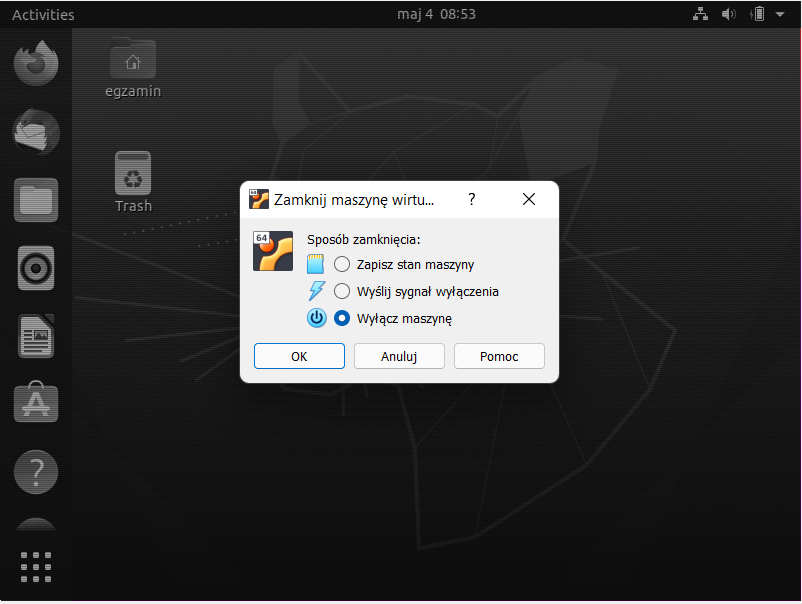 Activities
maj 4 08:53
egzamin
Trash
64
Zamknij maszynę wirtu...
?
64
Sposób zamknięcia:
Zapisz stan maszyny
Wyślij sygnał wyłączenia
Wyłącz maszynę
OK
Anuluj
Pomoc
?